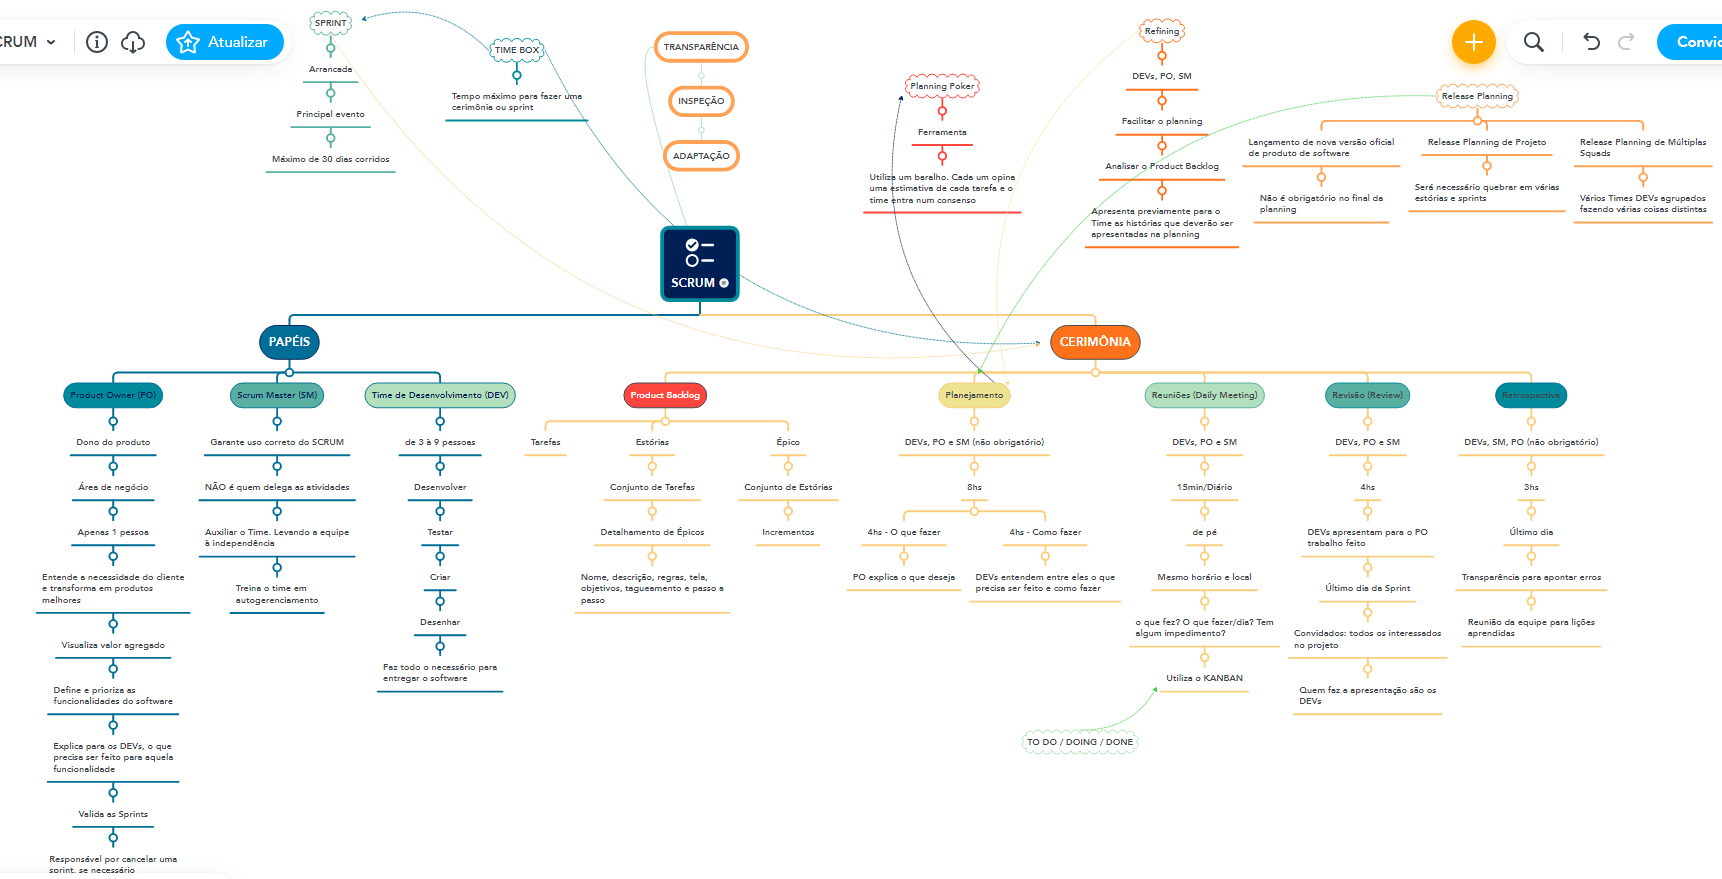 CRUM
Atualizar
Convic
SPRINT
Arrancada
Principal evento
Máximo de 30 dias corridos
TIME BOX
Tempo máximo para fazer uma
cerimônia ou sprint
TRANSPARÊNCIA
INSPEÇÃO
ADAPTAÇÃO
Planning Poker
Ferramenta
Utiliza um baralho. Cada um opina
uma estimativa de cada tarefa e o
time entra num consenso
Refining
DEVs, PO, SM
Facilitar o planning
Analisar o Product Backlog
Apresenta previamente para o
Time as histórias que deverão ser
apresentadas na planning
Release Planning
Lançamento de nova versão oficial
de produto de software
Não é obrigatório no final da
planning
Release Planning de Projeto
Será necessário quebrar em várias
estórias e sprints
Release Planning de Múltiplas
Squads
Vários Times DEVs agrupados
fazendo várias coisas distintas
SCRUM
PAPÉIS
CERIMÔNIA
Product Owner (PO)
Dono do produto
Área de negócio
Apenas 1 pessoa
Entende a necessidade do cliente
e transforma em produtos
melhores
Visualiza valor agregado
Define e prioriza as
funcionalidades do software
Explica para os DEVs, o que
precisa ser feito para aquela
funcionalidade
Valida as Sprints
Responsável por cancelar uma
sprint, se necessário
Scrum Master (SM)
Garante uso correto do SCRUM
NÃO é quem delega as atividades
Auxiliar o Time. Levando a equipe
à independência
Treina o time em
autogerenciamento
Time de Desenvolvimento (DEV)
de 3 à 9 pessoas
Desenvolver
Testar
Criar
Desenhar
Faz todo o necessário para
entregar o software
Product Backlog
Tarefas
Estórias
Conjunto de Tarefas
Detalhamento de Épicos
Nome, descrição, regras, tela,
objetivos, tagueamento e passo a
passo
Épico
Conjunto de Estórias
Incrementos
Planejamento
DEVs, PO e SM (não obrigatório)
8hs
4hs - O que fazer
PO explica o que deseja
4hs - Como fazer
DEVs entendem entre eles o que
precisa ser feito e como fazer
Reuniões (Daily Meeting)
DEVs, PO e SM
15min/Diário
de pé
Mesmo horário e local
o que fez? O que fazer/dia? Tem
algum impedimento?
Utiliza o KANBAN
TO DO / DOING / DONE
Revisão (Review)
DEVs, PO e SM
4hs
DEVs apresentam para o PO
trabalho feito
Último dia da Sprint
Convidados: todos os interessados
no projeto
Quem faz a apresentação são os
DEVs
Retrospectiva
DEVs, SM, PO (não obrigatório)
3hs
Último dia
Transparência para apontar erros
Reunião da equipe para lições
aprendidas